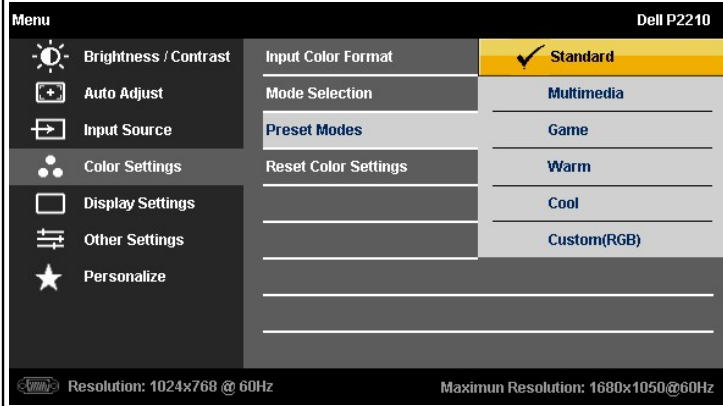 Menu Dell P2210
Brightness / Contrast Input Color Format Standard
Auto Adjust Mode Selection Multimedia
Input Source Preset Modes Game
Color Settings Reset Color Settings Warm
Display Settings Cool
Other Settings Custom(RGB)
Personalize
Resolution: 1024x768 @ 60Hz Maximun Resolution: 1680x1050@60Hz